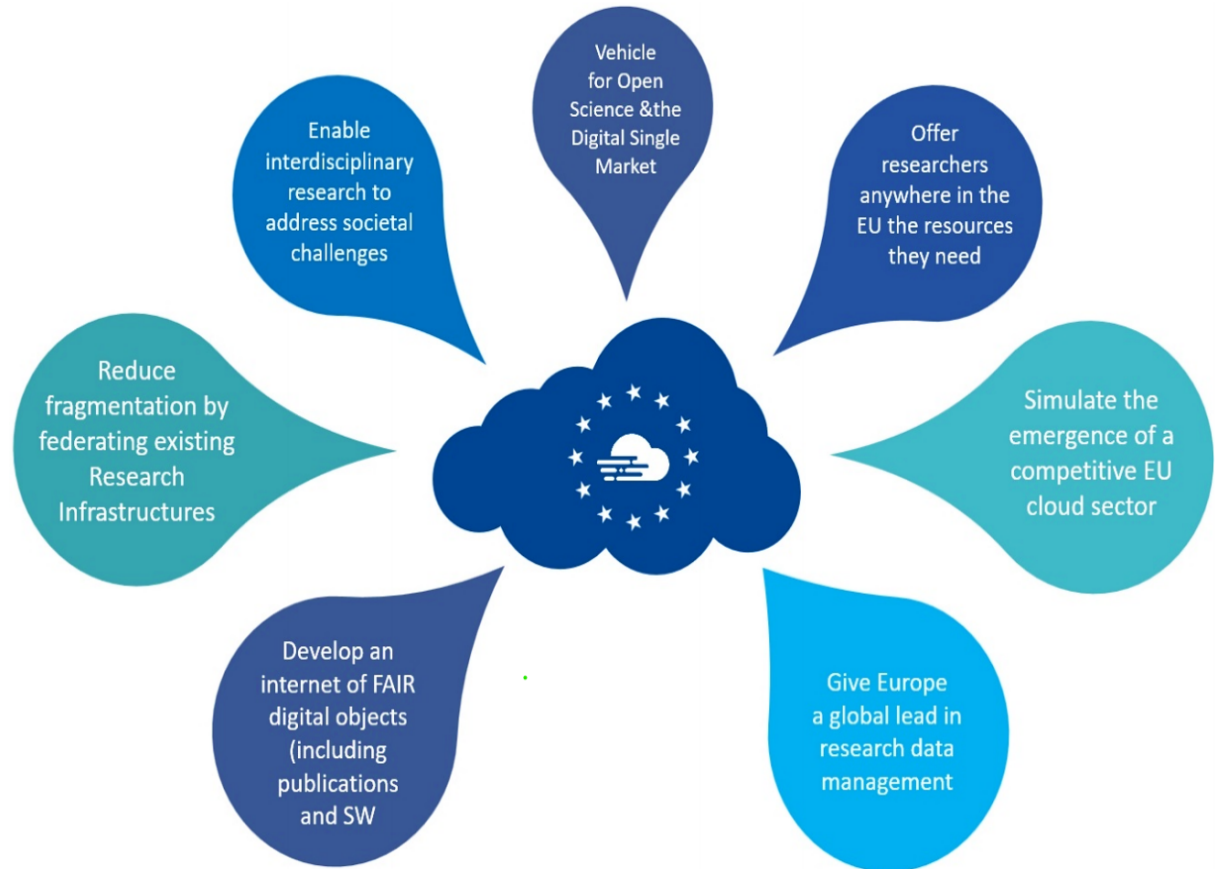 Vehicle
for Open
Science &the
Digital Single
Market
Enable
interdisciplinary
research to
address societal
challenges
Offer
researchers
anywhere in the
EU the resources
they need
Reduce
fragmentation by
federating existing
Research
Infrastructures
Simulate the
emergence of a
competitive EU
cloud sector
Develop an
internet of FAIR
digital objects
(including
publications
and SW
Give Europe
a global lead in
research data
management